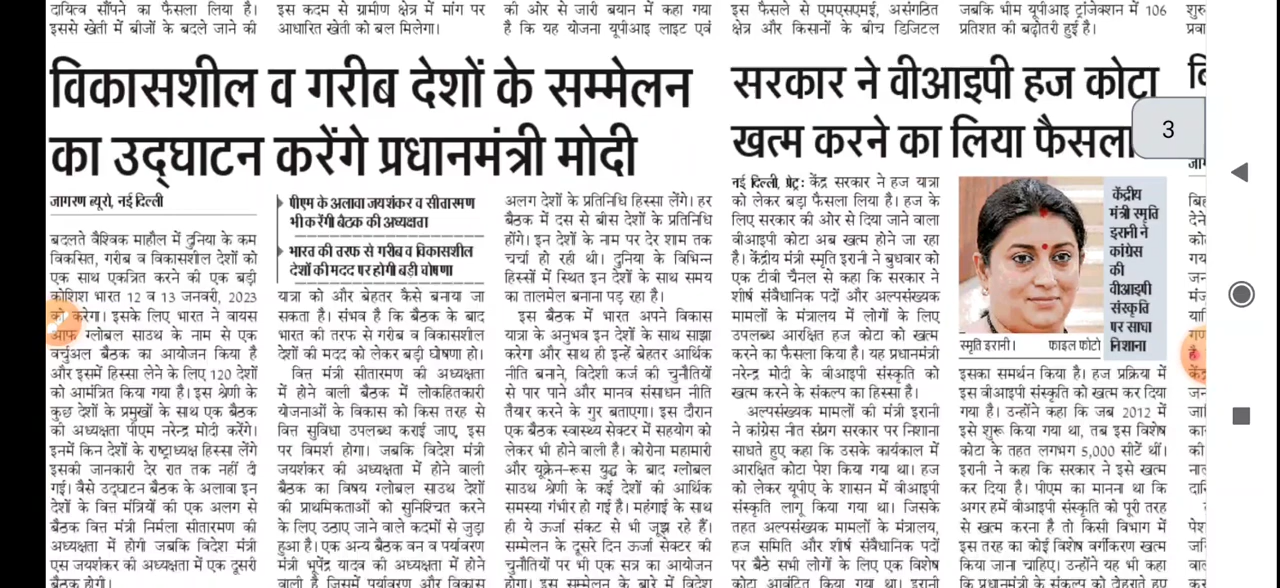 दायित्व सौंपने का फैसला लिया है।
इससे खेती में बीजों के बदले जाने की
इस कदम से ग्रामीण क्षेत्र में मांग पर
आधारित खेती को बल मिलेगा।
की ओर से जारी बयान में कहा गया
है कि यह योजना यूपीआइ लाइट एवं
इस फैसले से एमएसएमई, असंगठित
क्षेत्र और किसानों के बीच डिजिटल
जबकि भीम यूपीआइ ट्रांजेक्शन में 106
प्रतिशत की बढ़ोतरी हुई है।
विकासशील व गरीब देशों के सम्मेलन
का उद्घाटन करेंगे प्रधानमंत्री मोदी
जागरण ब्यूरो, नई दिल्ली
बदलते वैश्विक माहौल में दुनिया के कम
विकसित, गरीब व विकासशील देशों को
एक साथ एकत्रित करने की एक बड़ी
कोशिश भारत 12 व 13 जनवरी, 2023
को करेगा। इसके लिए भारत ने वायस
आफ ग्लोबल साउथ के नाम से एक
वर्चुअल बैठक का आयोजन किया है
और इसमें हिस्सा लेने के लिए 120 देशों
को आमंत्रित किया गया है। इस श्रेणी के
कुछ देशों के प्रमुखों के साथ एक बैठक
की अध्यक्षता पीएम नरेन्द्र मोदी करेंगे।
इनमें किन देशों के राष्ट्राध्यक्ष हिस्सा लेंगे
इसकी जानकारी देर रात तक नहीं दी
गई। वैसे उद्घाटन बैठक के अलावा इन
देशों के वित्त मंत्रियों की एक अलग से
बैठक वित्त मंत्री निर्मला सीतारमण की
अध्यक्षता में होगी जबकि विदेश मंत्री
एस जयशंकर की अध्यक्षता में एक दूसरी
बैठक होगी।
पीएम के अलावा जयशंकर व सीतारमण
भी करेंगी बैठक की अध्यक्षता
भारत की तरफ से गरीब व विकासशील
देशों की मदद पर होगी बड़ी घोषणा
यात्रा को और बेहतर कैसे बनाया जा
सकता है। संभव है कि बैठक के बाद
भारत की तरफ से गरीब व विकासशील
देशों की मदद को लेकर बड़ी घोषणा हो।
वित्त मंत्री सीतारमण की अध्यक्षता
में होने वाली बैठक में लोकहितकारी
योजनाओं के विकास को किस तरह से
वित्त सुविधा उपलब्ध कराई जाए, इस
पर विमर्श होगा। जबकि विदेश मंत्री
जयशंकर की अध्यक्षता में होने वाली
बैठक का विषय ग्लोबल साउथ देशों
की प्राथमिकताओं को सुनिश्चित करने
के लिए उठाए जाने वाले कदमों से जुड़ा
हुआ है। एक अन्य बैठक वन व पर्यावरण
मंत्री भूपेंद्र यादव की अध्यक्षता में होने
वाली है जिसमें पर्यावरण और विकास
अलग देशों के प्रतिनिधि हिस्सा लेंगे। हर
बैठक में दस से बीस देशों के प्रतिनिधि
होंगे। इन देशों के नाम पर देर शाम तक
चर्चा हो रही थी। दुनिया के विभिन्न
हिस्सों में स्थित इन देशों के साथ समय
का तालमेल बनाना पड़ रहा है।
इस बैठक में भारत अपने विकास
यात्रा के अनुभव इन देशों के साथ साझा
करेगा और साथ ही इन्हें बेहतर आर्थिक
नीति बनाने, विदेशी कर्ज की चुनौतियों
से पार पाने और मानव संसाधन नीति
तैयार करने के गुर बताएगा। इस दौरान
एक बैठक स्वास्थ्य सेक्टर में सहयोग को
लेकर भी होने वाली है। कोरोना महामारी
और यूक्रेन-रूस युद्ध के बाद ग्लोबल
साउथ श्रेणी के कई देशों की आर्थिक
समस्या गंभीर हो गई है। महंगाई के साथ
ही ये ऊर्जा संकट से भी जूझ रहे हैं।
सम्मेलन के दूसरे दिन ऊर्जा सेक्टर की
चुनौतियों पर भी एक सत्र का आयोजन
होगा। इस सम्मेलन के बारे में विदेश
सरकार ने वीआइपी हज कोटा
खत्म करने का लिया फैसला
3
नई दिल्ली, प्रेट्र: केंद्र सरकार ने हज यात्रा
को लेकर बड़ा फैसला लिया है। हज के
लिए सरकार की ओर से दिया जाने वाला
वीआइपी कोटा अब खत्म होने जा रहा
है। केंद्रीय मंत्री स्मृति इरानी ने बुधवार को
एक टीवी चैनल से कहा कि सरकार ने
शीर्ष संवैधानिक पदों और अल्पसंख्यक
मामलों के मंत्रालय में लोगों के लिए
उपलब्ध आरक्षित हज कोटा को खत्म
करने का फैसला किया है। यह प्रधानमंत्री
नरेन्द्र मोदी के वीआइपी संस्कृति को
खत्म करने के संकल्प का हिस्सा है।
अल्पसंख्यक मामलों की मंत्री इरानी
ने कांग्रेस नीत संप्रग सरकार पर निशाना
साधते हुए कहा कि उसके कार्यकाल में
आरक्षित कोटा पेश किया गया था। हज
को लेकर यूपीए के शासन में वीआइपी
संस्कृति लागू किया गया था। जिसके
तहत अल्पसंख्यक मामलों के मंत्रालय,
हज समिति और शीर्ष संवैधानिक पदों
पर बैठे सभी लोगों के लिए एक विशेष
कोटा आवंटित किया गया था। इरानी
केंद्रीय
मंत्री स्मृति
इरानी ने
कांग्रेस
की
वीआइपी
संस्कृति
पर साधा
निशाना
स्मृति इरानी। फाइल फोटो
इसका समर्थन किया है। हज प्रक्रिया में
इस वीआइपी संस्कृति को खत्म कर दिया
गया है। उन्होंने कहा कि जब 2012 में
इसे शुरू किया गया था, तब इस विशेष
कोटा के तहत लगभग 5,000 सीटें थीं।
इरानी ने कहा कि सरकार ने इसे खत्म
कर दिया है। पीएम का मानना था कि
अगर हमें वीआइपी संस्कृति को पूरी तरह
से खत्म करना है तो किसी विभाग में
इस तरह का कोई विशेष वर्गीकरण खत्म
किया जाना चाहिए। उन्होंने यह भी कहा
कि प्रधानमंत्री के संकल्प को दोहराते हुए